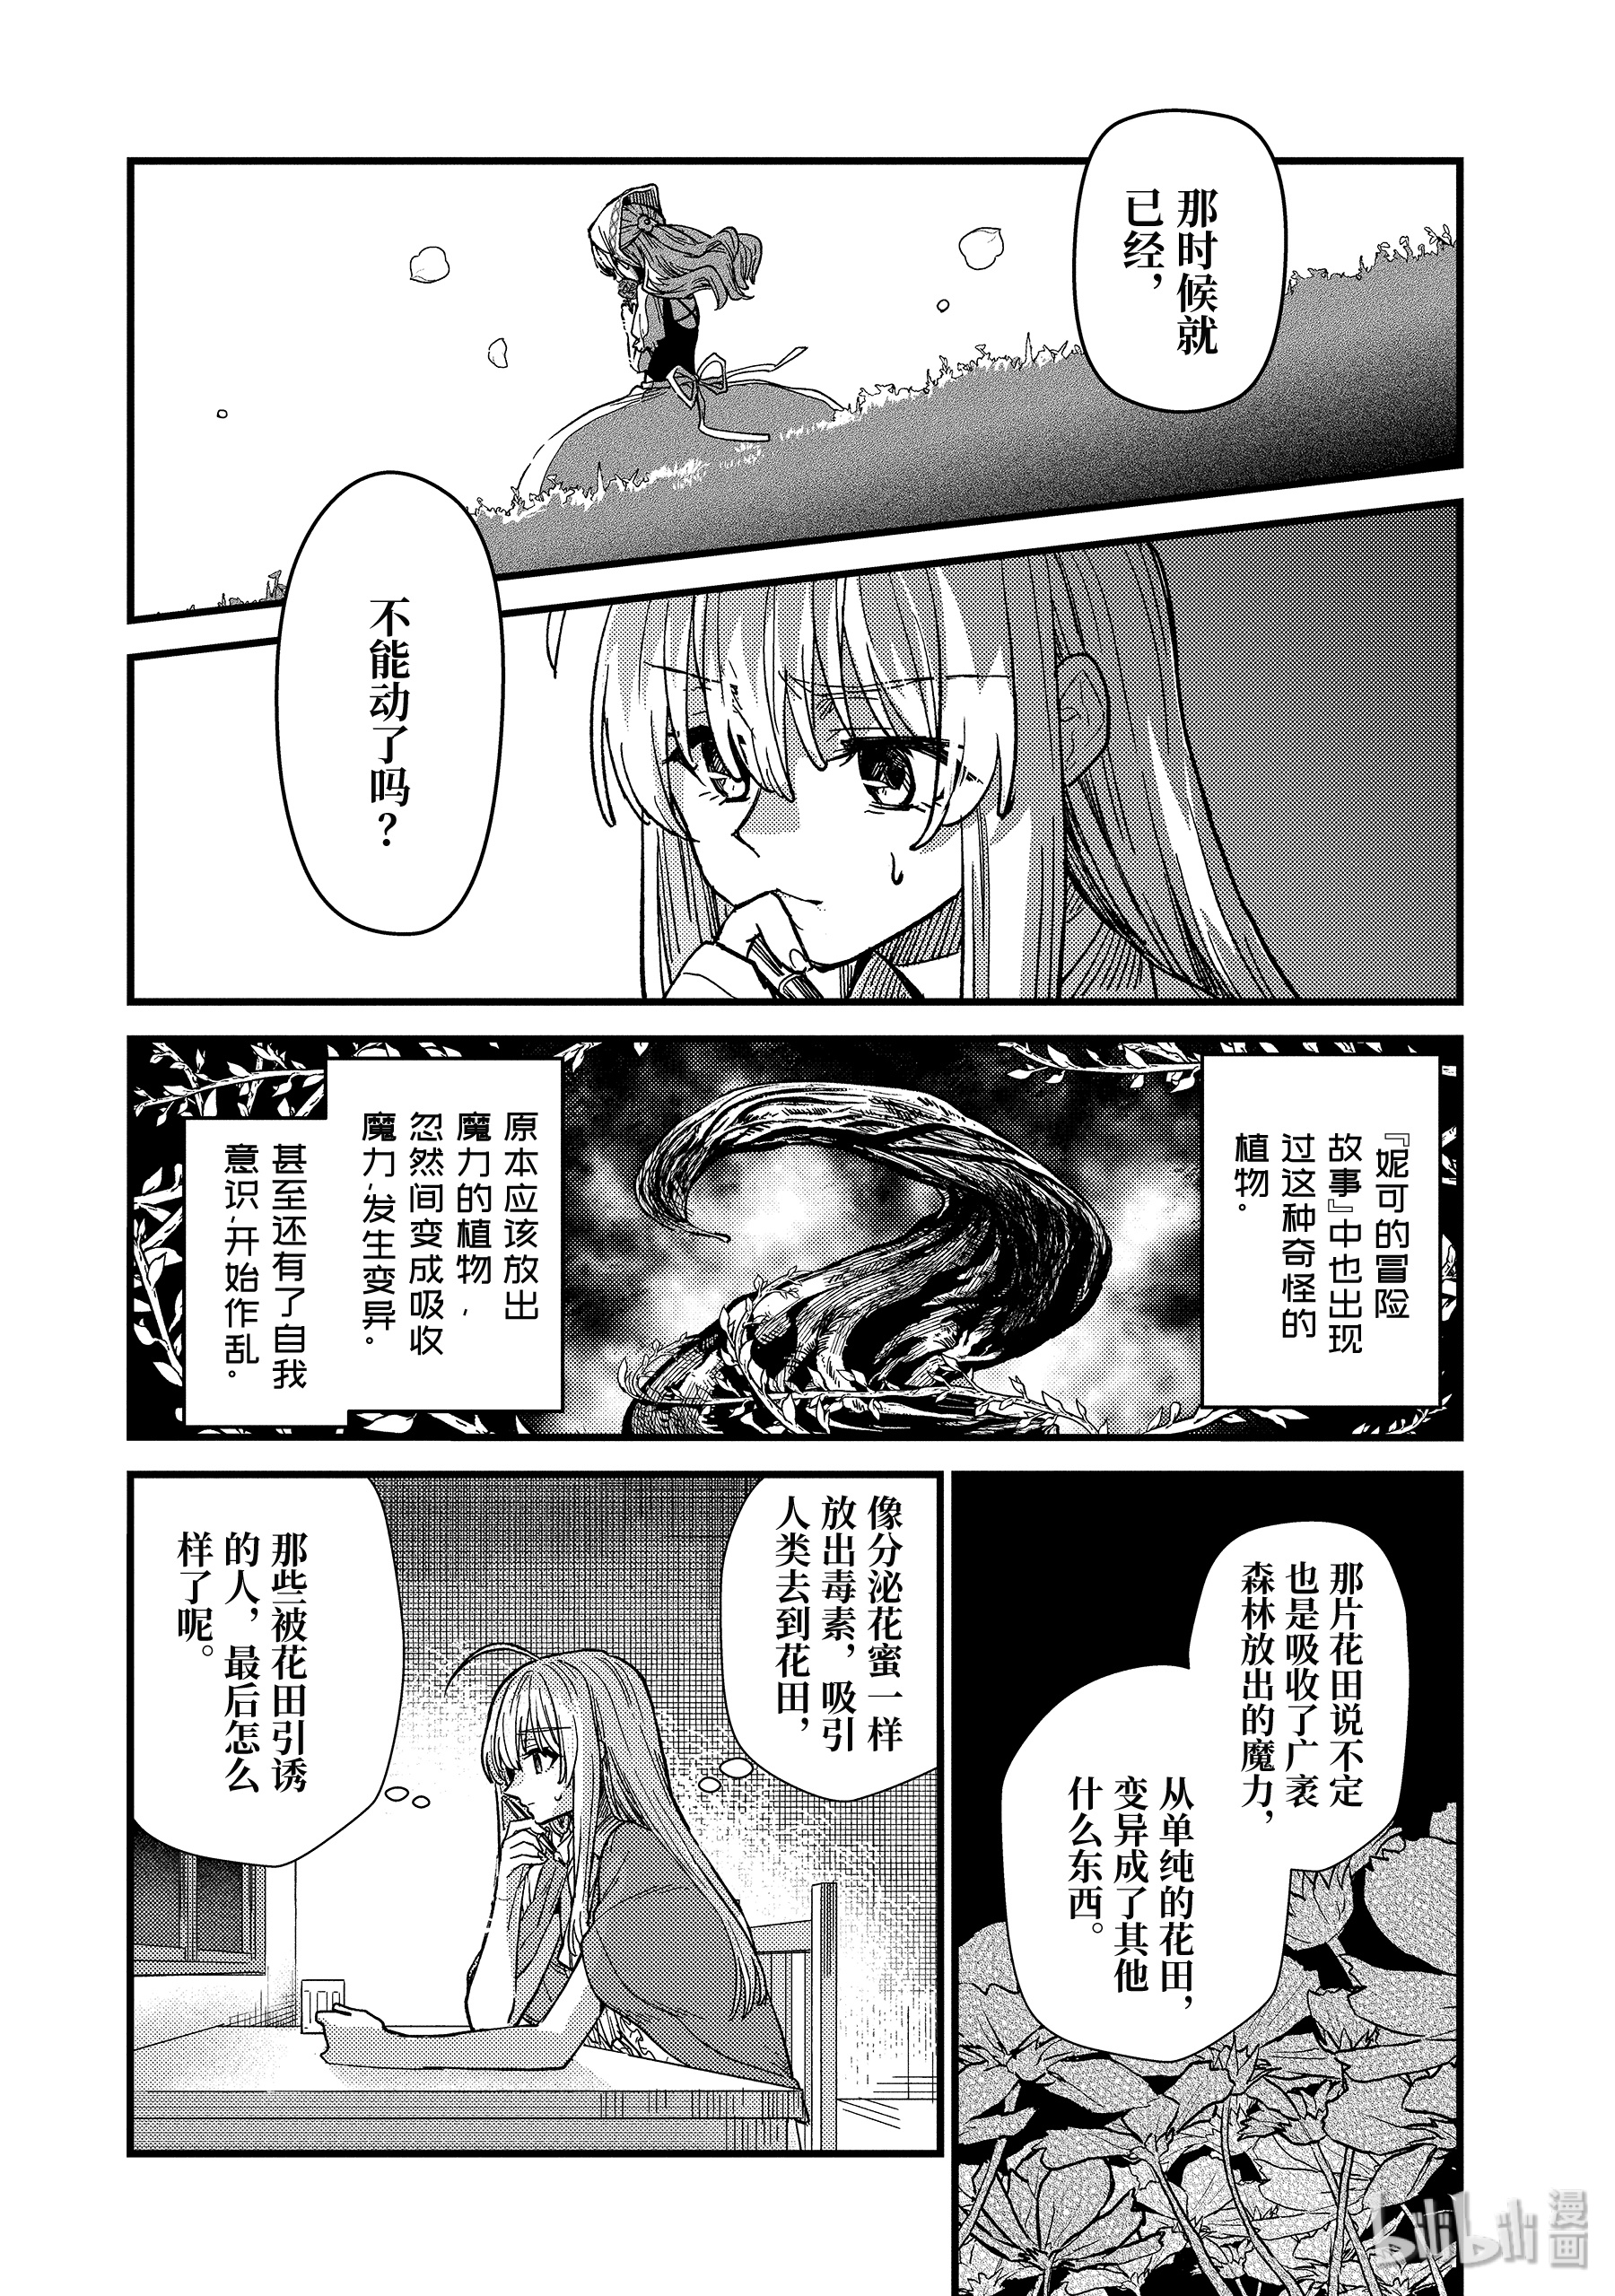 那时候就
已经，
不能动了吗？
『妮可的冒险
故事』中也出现
过这种奇怪的
植物。
原本应该放出
魔力的植物，
忽然间变成吸收
魔力，发生变异。
甚至还有了自我
意识，开始作乱。
那片花田说不定
也是吸收了广袤
森林放出的魔力，
从单纯的花田，
变异成了其他
什么东西。
像分泌花蜜一样
放出毒素，吸引
人类去到花田，
那些被花田引诱
的人，最后怎么
样了呢。
bilibili
漫画